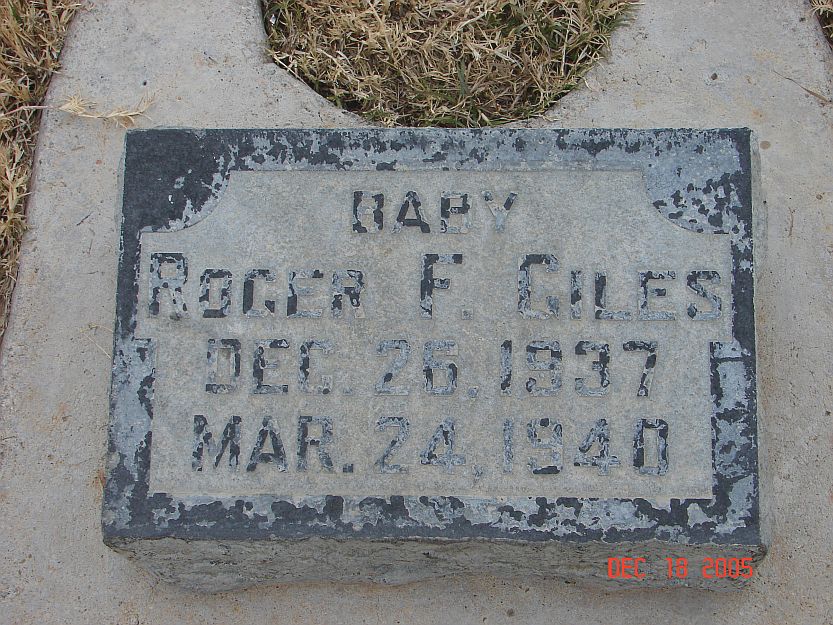 BABY
ROGER F. GILES
DEC. 26, 1937
MAR. 24, 1940
DEC 18 2005